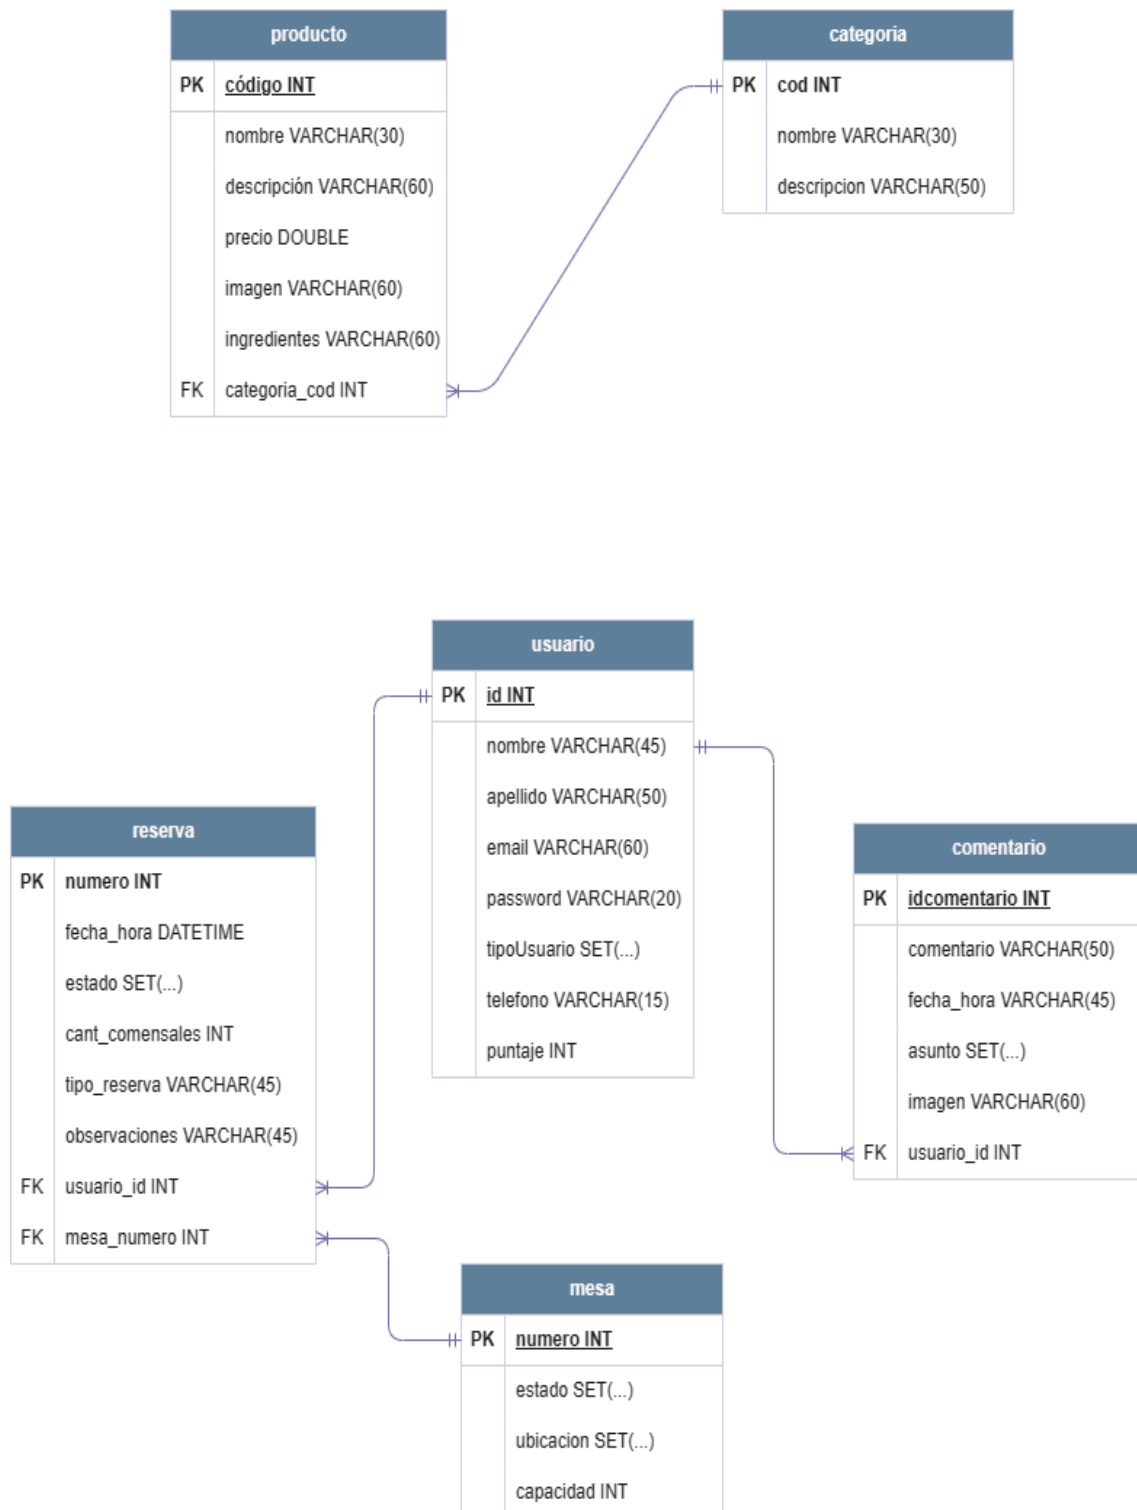 producto
PK código INT
nombre VARCHAR(30)
descripción VARCHAR(60)
precio DOUBLE
imagen VARCHAR(60)
ingredientes VARCHAR(60)
FK categoria_cod INT
categoria
PK cod INT
nombre VARCHAR(30)
descripcion VARCHAR(50)
usuario
PK id INT
nombre VARCHAR(45)
apellido VARCHAR(50)
email VARCHAR(60)
password VARCHAR(20)
tipoUsuario SET(...)
telefono VARCHAR(15)
puntaje INT
reserva
PK numero INT
fecha_hora DATETIME
estado SET(...)
cant_comensales INT
tipo_reserva VARCHAR(45)
observaciones VARCHAR(45)
FK usuario_id INT
FK mesa_numero INT
comentario
PK idcomentario INT
comentario VARCHAR(50)
fecha_hora VARCHAR(45)
asunto SET(...)
imagen VARCHAR(60)
FK usuario_id INT
mesa
PK numero INT
estado SET(...)
ubicacion SET(...)
capacidad INT